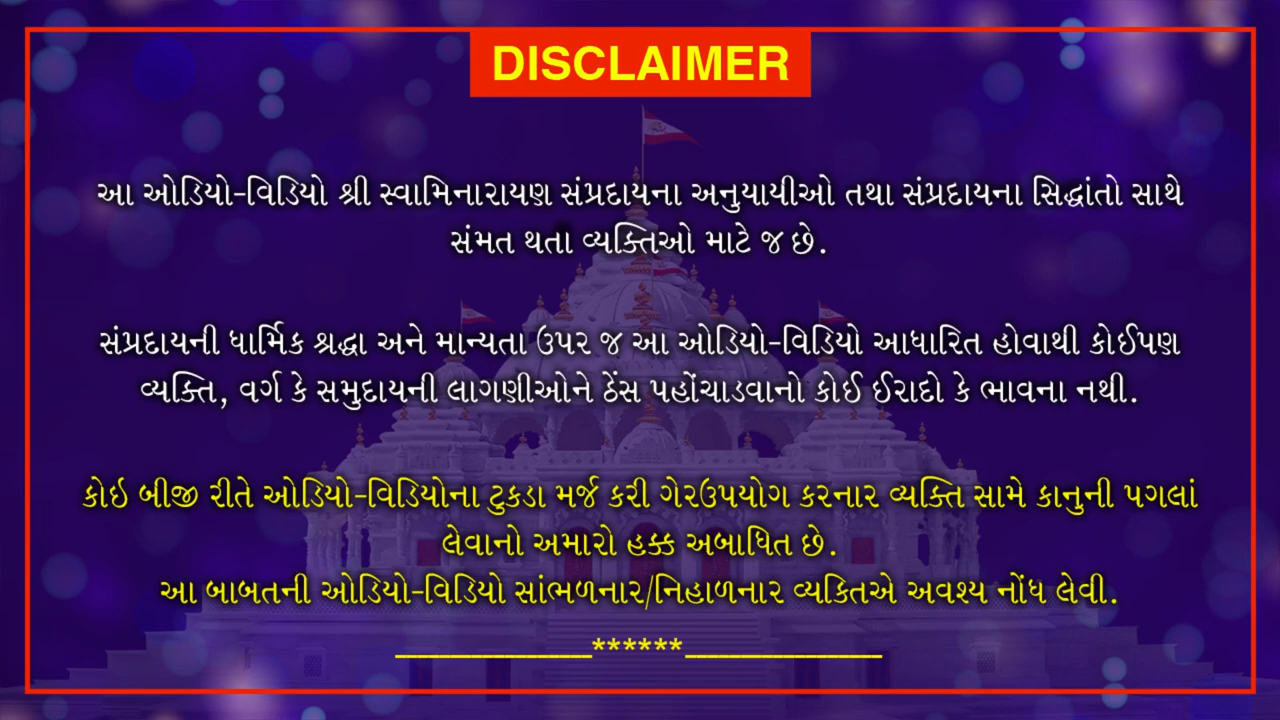 DISCLAIMER
આ ઓડિયો-વિડિયો શ્રી સ્વામિનારાયણ સંપ્રદાયના અનુયાયીઓ તથા સંપ્રદાયના સિદ્ધાંતો સાથે
સંમત થતા વ્યક્તિઓ માટે જ છે.
સંપ્રદાયની ધાર્મિક શ્રદ્ધા અને માન્યતા ઉપર જ આ ઓડિયો-વિડિયો આધારિત હોવાથી કોઈપણ
વ્યક્તિ, વર્ગ કે સમુદાયની લાગણીઓને ઠેંસ પહોંચાડવાનો કોઈ ઈરાદો કે ભાવના નથી.
કોઇ બીજી રીતે ઓડિયો-વિડિયોના ટુકડા મર્જ કરી ગેરઉપયોગ કરનાર વ્યક્તિ સામે કાનુની પગલાં
લેવાનો અમારો હક્ક અબાધિત છે.
આ બાબતની ઓડિયો-વિડિયો સાંભળનાર/નિહાળનાર વ્યકિતએ અવશ્ય નોંધ લેવી.
_______________******_______________